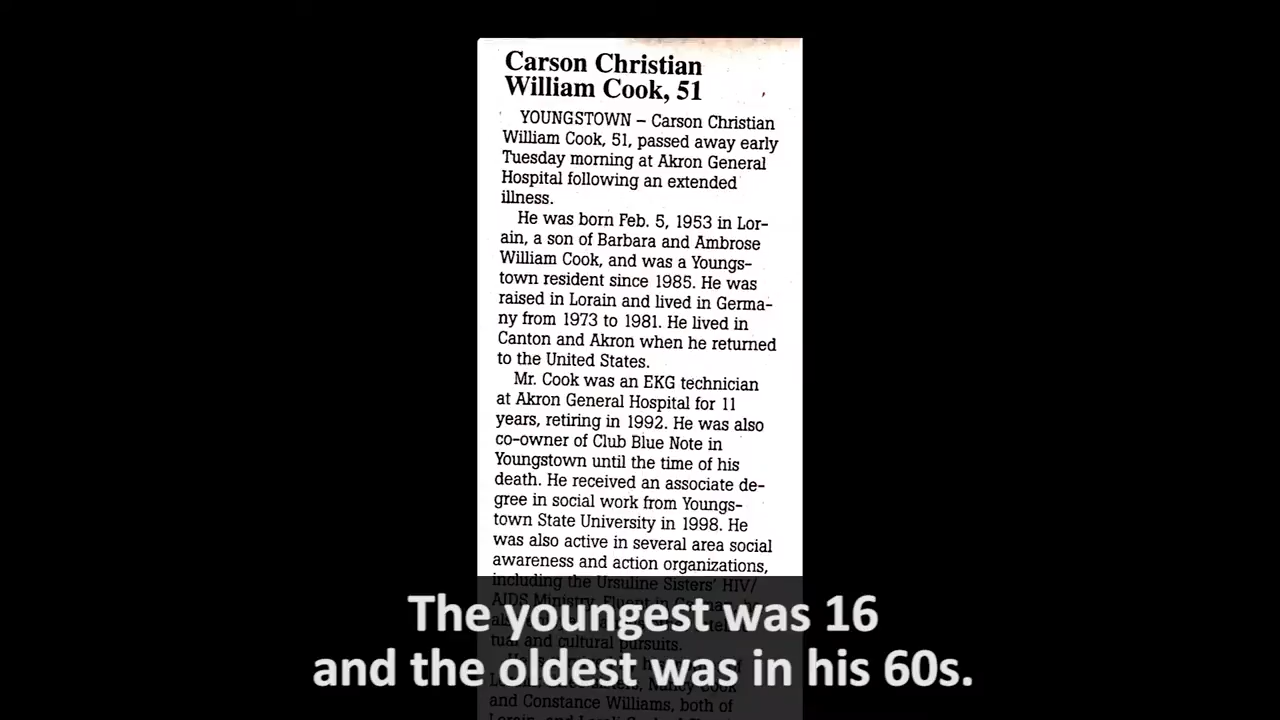 Carson Christian
William Cook, 51
YOUNGSTOWN – Carson Christian
William Cook, 51, passed away early
Tuesday morning at Akron General
Hospital following an extended
illness.
He was born Feb. 5, 1953 in Lor-
ain, a son of Barbara and Ambrose
William Cook, and was a Youngs-
town resident since 1985. He was
raised in Lorain and lived in Germa-
ny from 1973 to 1981. He lived in
Canton and Akron when he returned
to the United States.
Mr. Cook was an EKG technician
at Akron General Hospital for 11
years, retiring in 1992. He was also
co-owner of Club Blue Note in
Youngstown until the time of his
death. He received an associate de-
gree in social work from Youngs-
town State University in 1998. He
was also active in several area social
awareness and action organizations,
including the Ursuline Sisters' HIV/
AIDS Ministry. Fluent in
tual and cultural pursuits.
and Constance Williams, both of
The youngest was 16
and the oldest was in his 60s.